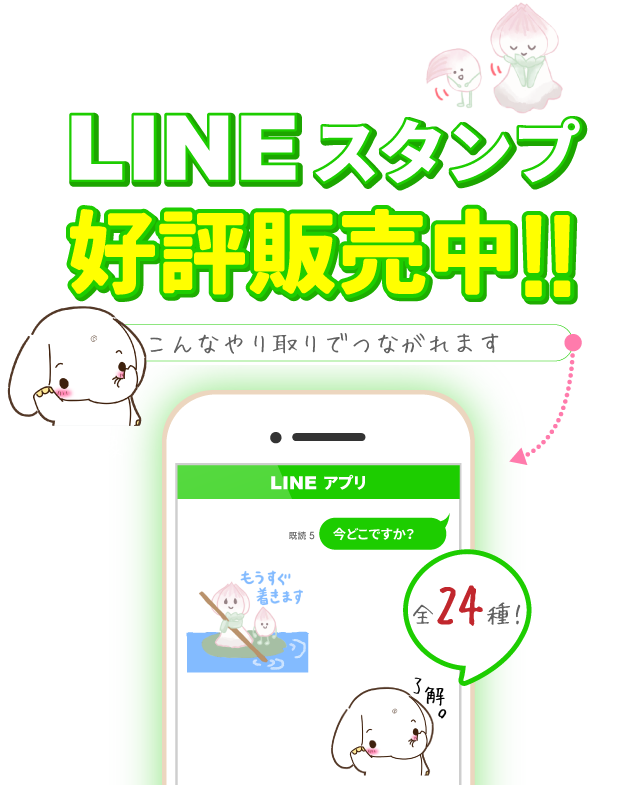 LINEスタンプ
好評販売中!!
こんなやり取りでつながれます
LINE アプリ
既読 5
今どこですか?
もうすぐ
着きます
全24種!
了解。